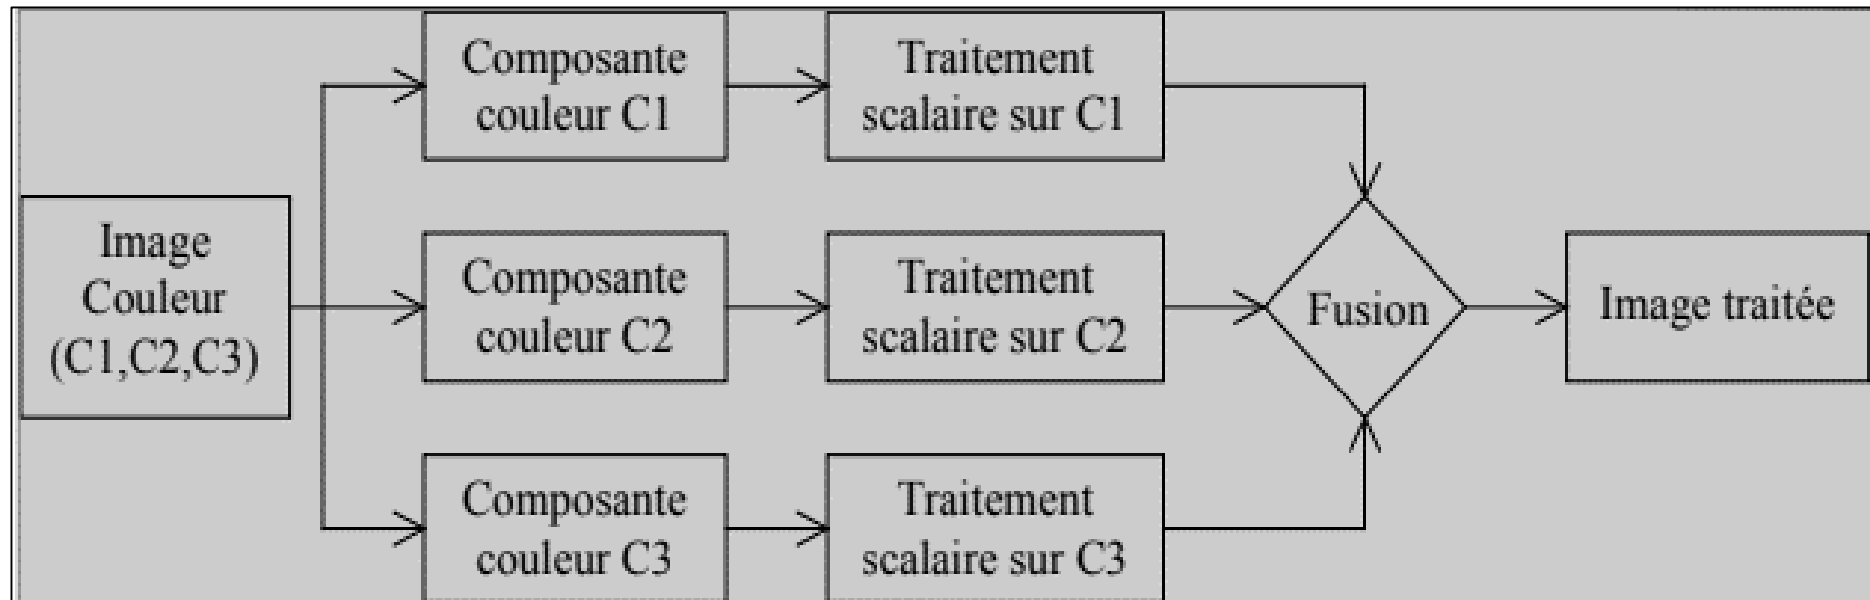 Image
Couleur
(C1,C2,C3)
Composante
couleur C1
Traitement
scalaire sur C1
Composante
couleur C2
Traitement
scalaire sur C2
Composante
couleur C3
Traitement
scalaire sur C3
Fusion
Image traitée